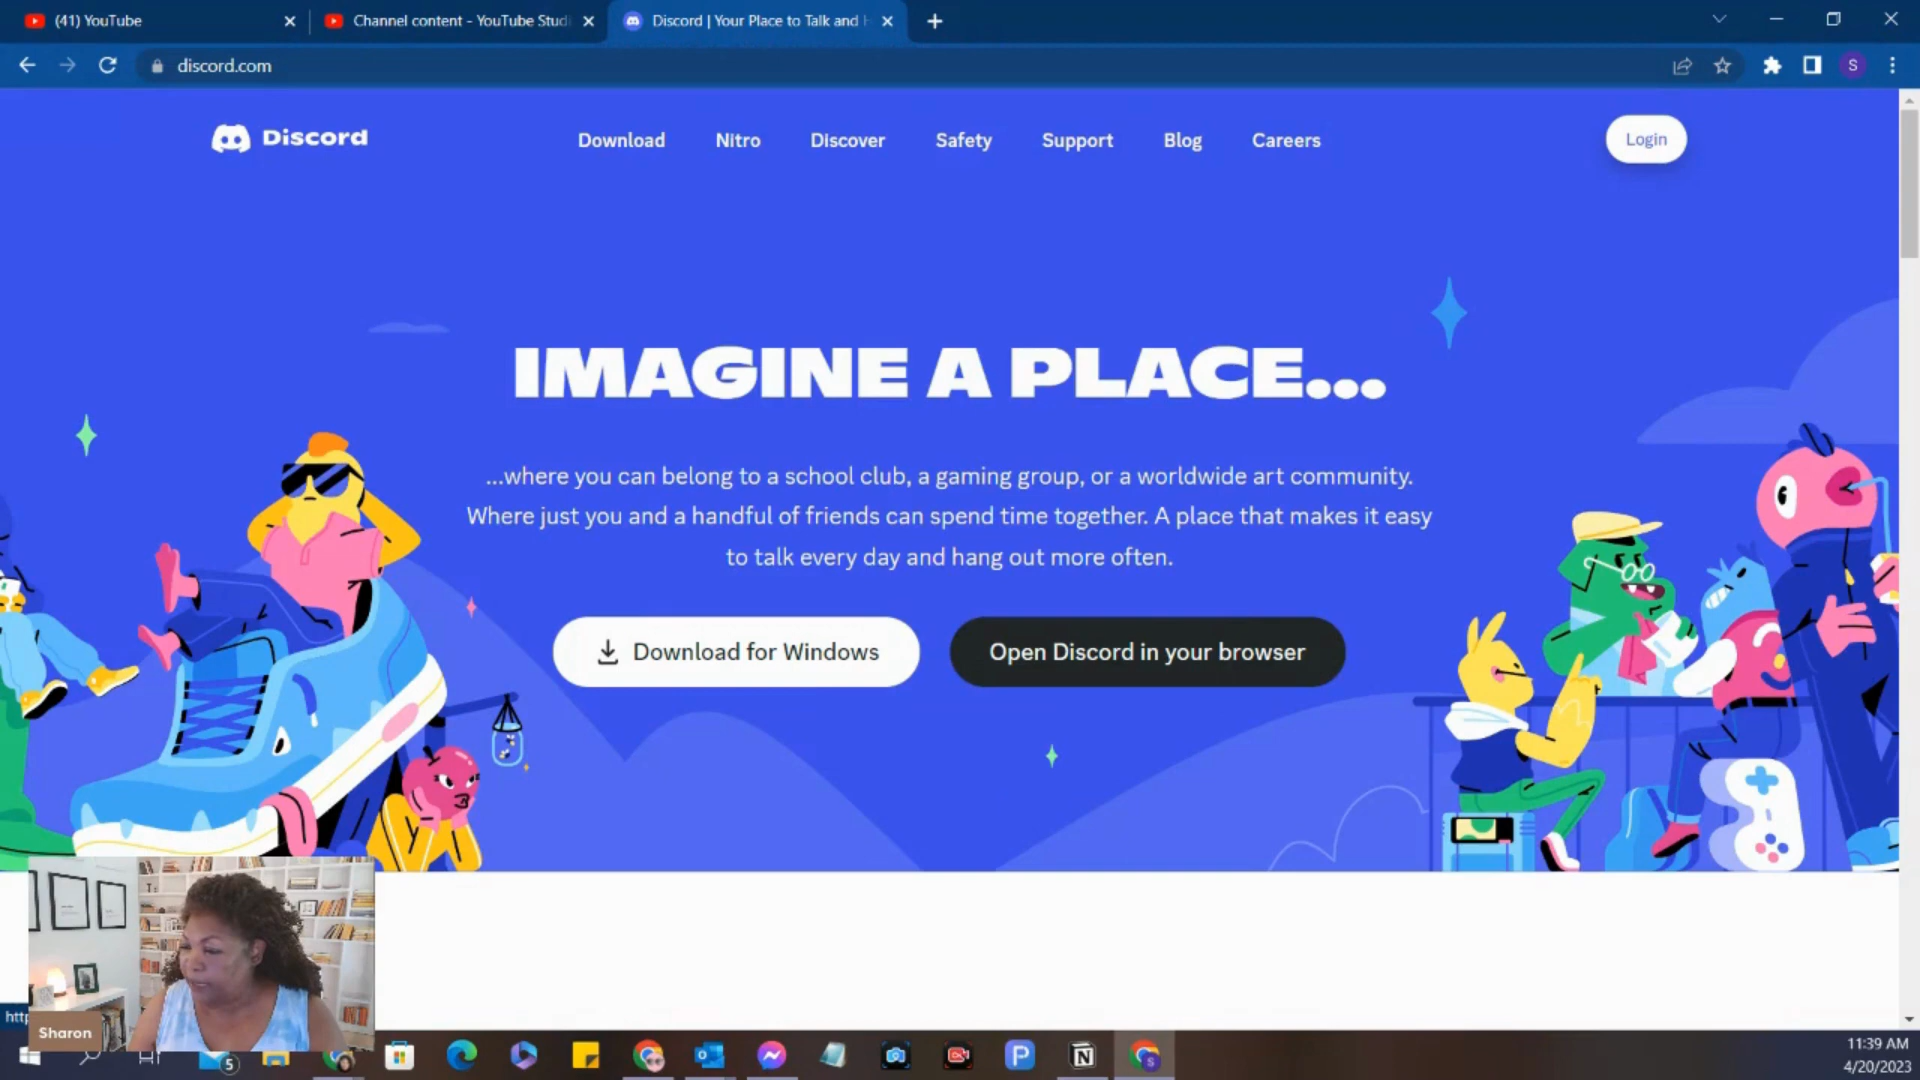 (41) YouTube
Channel content - YouTube Studi
Discord | Your Place to Talk and H
discord.com
S
Discord
Download
Nitro
Discover
Safety
Support
Blog
Careers
Login
IMAGINE A PLACE...
...where you can belong to a school club, a gaming group, or a worldwide art community.
Where just you and a handful of friends can spend time together. A place that makes it easy
to talk every day and hang out more often.
Download for Windows
Open Discord in your browser
http
Sharon
5
11:39 AM
4/20/2023